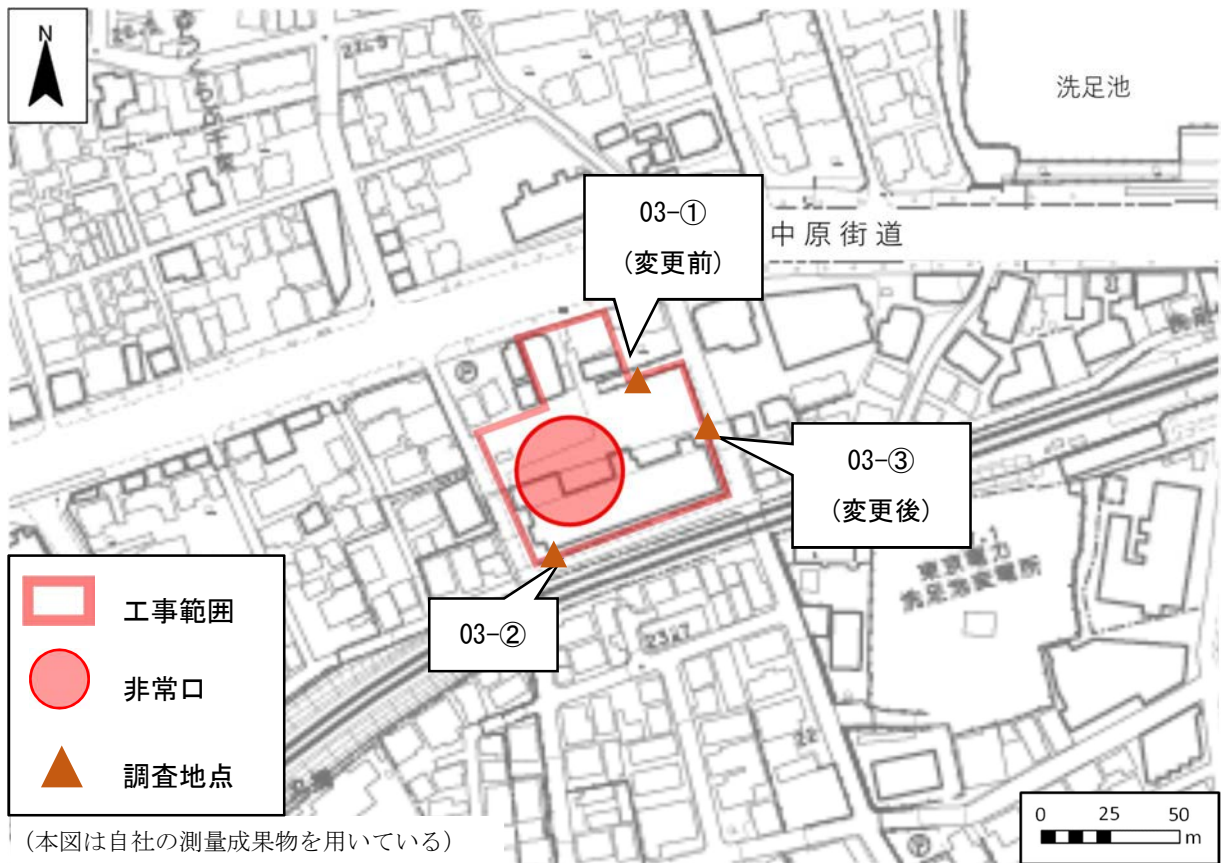 N
洗足池
03-①
(変更前)
中原街道
03-③
(変更後)
東京電力
洗足池変電所
03-②
工事範囲
非常口
調査地点
22
0 25 50
m
(本図は自社の測量成果物を用いている)